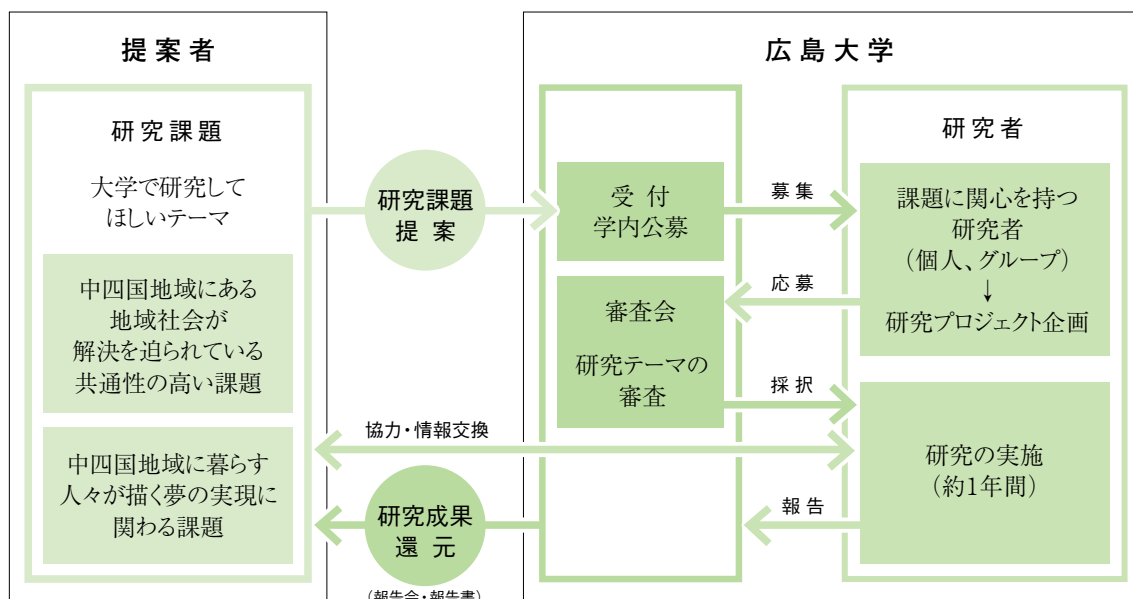 提案者
研究課題
大学で研究して
ほしいテーマ
中四国地域にある
地域社会が
解決を迫られている
共通性の高い課題
中四国地域に暮らす
人々が描く夢の実現に
関わる課題
研究課題
提案
協力・情報交換
研究成果
還元
(報告会・報告書)
広島大学
受付
学内公募
審査会
研究テーマの
審査
募集
応募
採択
報告
研究者
課題に関心を持つ
研究者
(個人、グループ)
↓
研究プロジェクト企画
研究の実施
(約1年間)